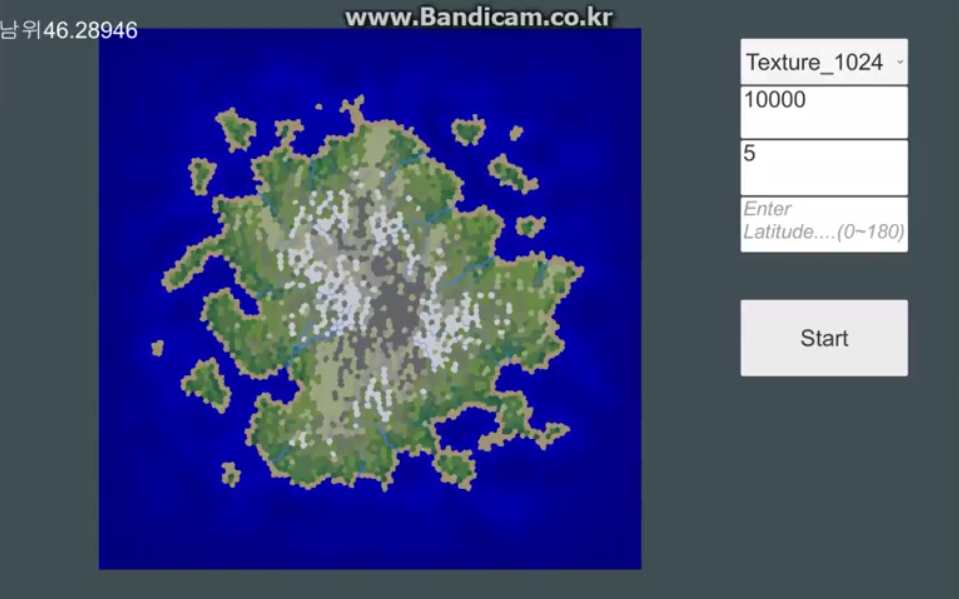 www.Bandicam.co.kr
남위46.28946
Texture_1024
10000
5
Enter
Latitude....(0~180)
Start